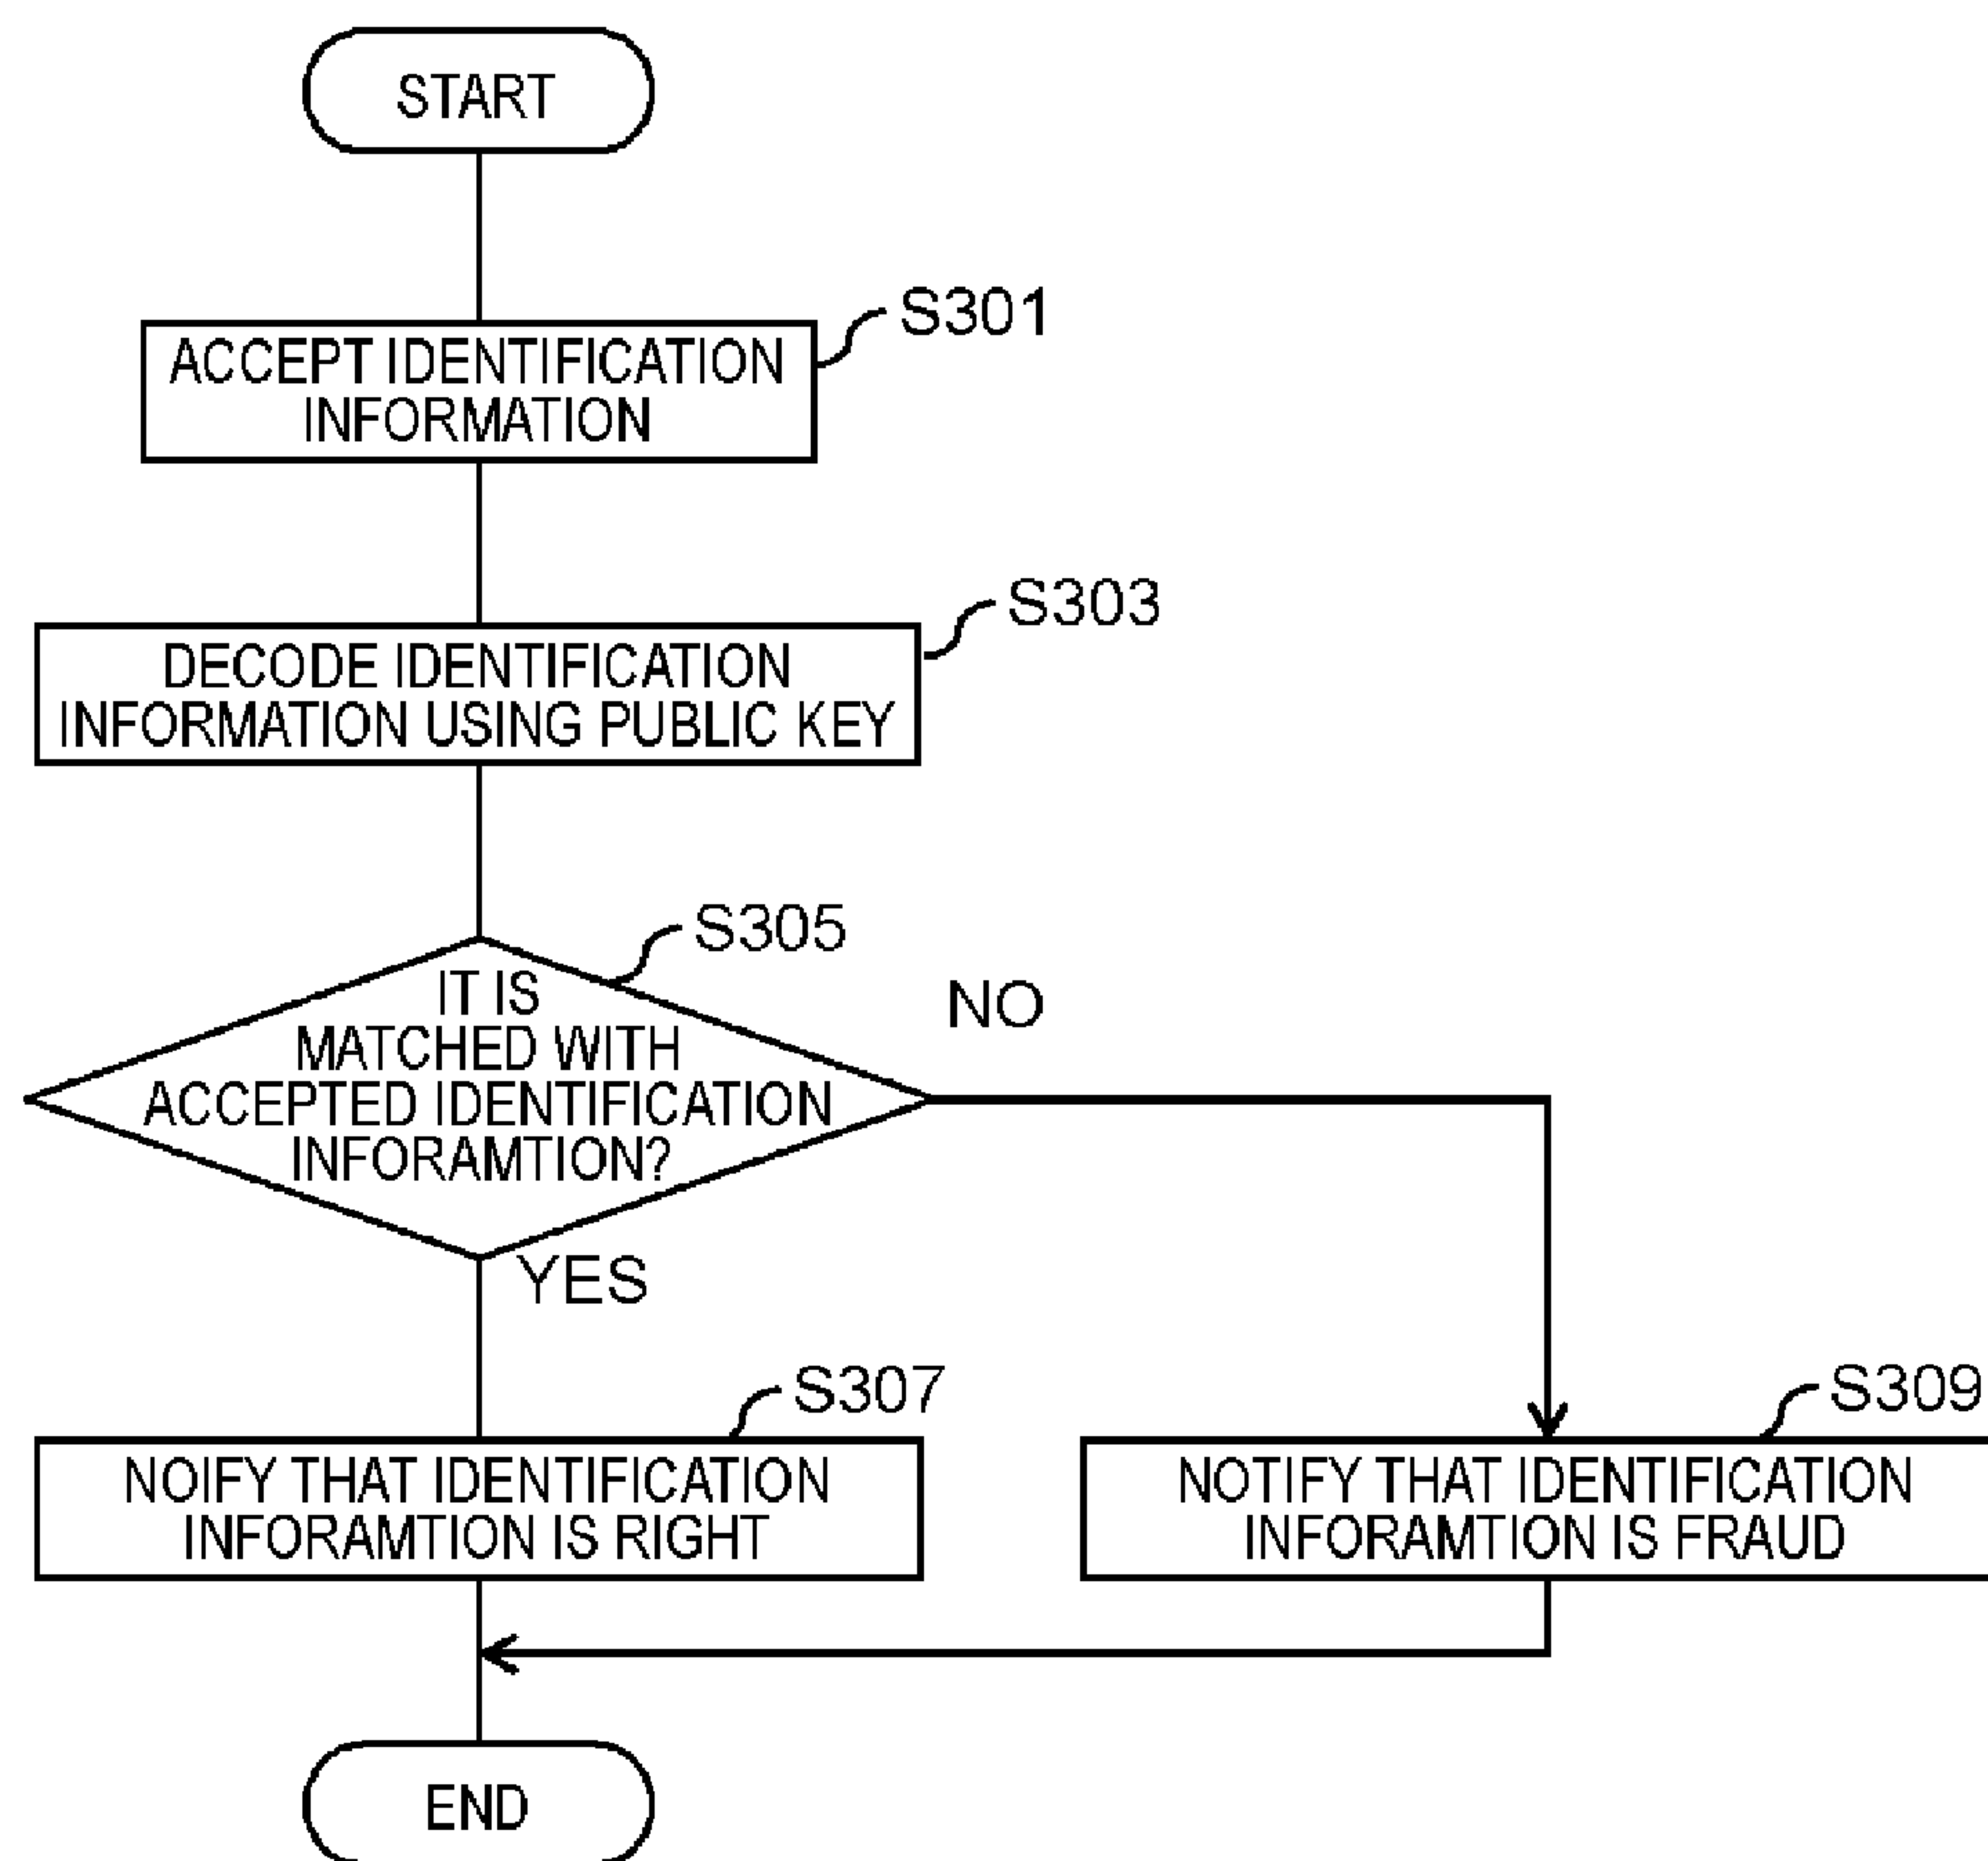 START
S301
ACCEPT IDENTIFICATION
INFORMATION
S303
DECODE IDENTIFICATION
INFORMATION USING PUBLIC KEY
S305
IT IS
MATCHED WITH
ACCEPTED IDENTIFICATION
INFORAMTION?
NO
YES
S307
NOIFY THAT IDENTIFICATION
INFORAMTION IS RIGHT
S309
NOTIFY THAT IDENTIFICATION
INFORAMTION IS FRAUD
END